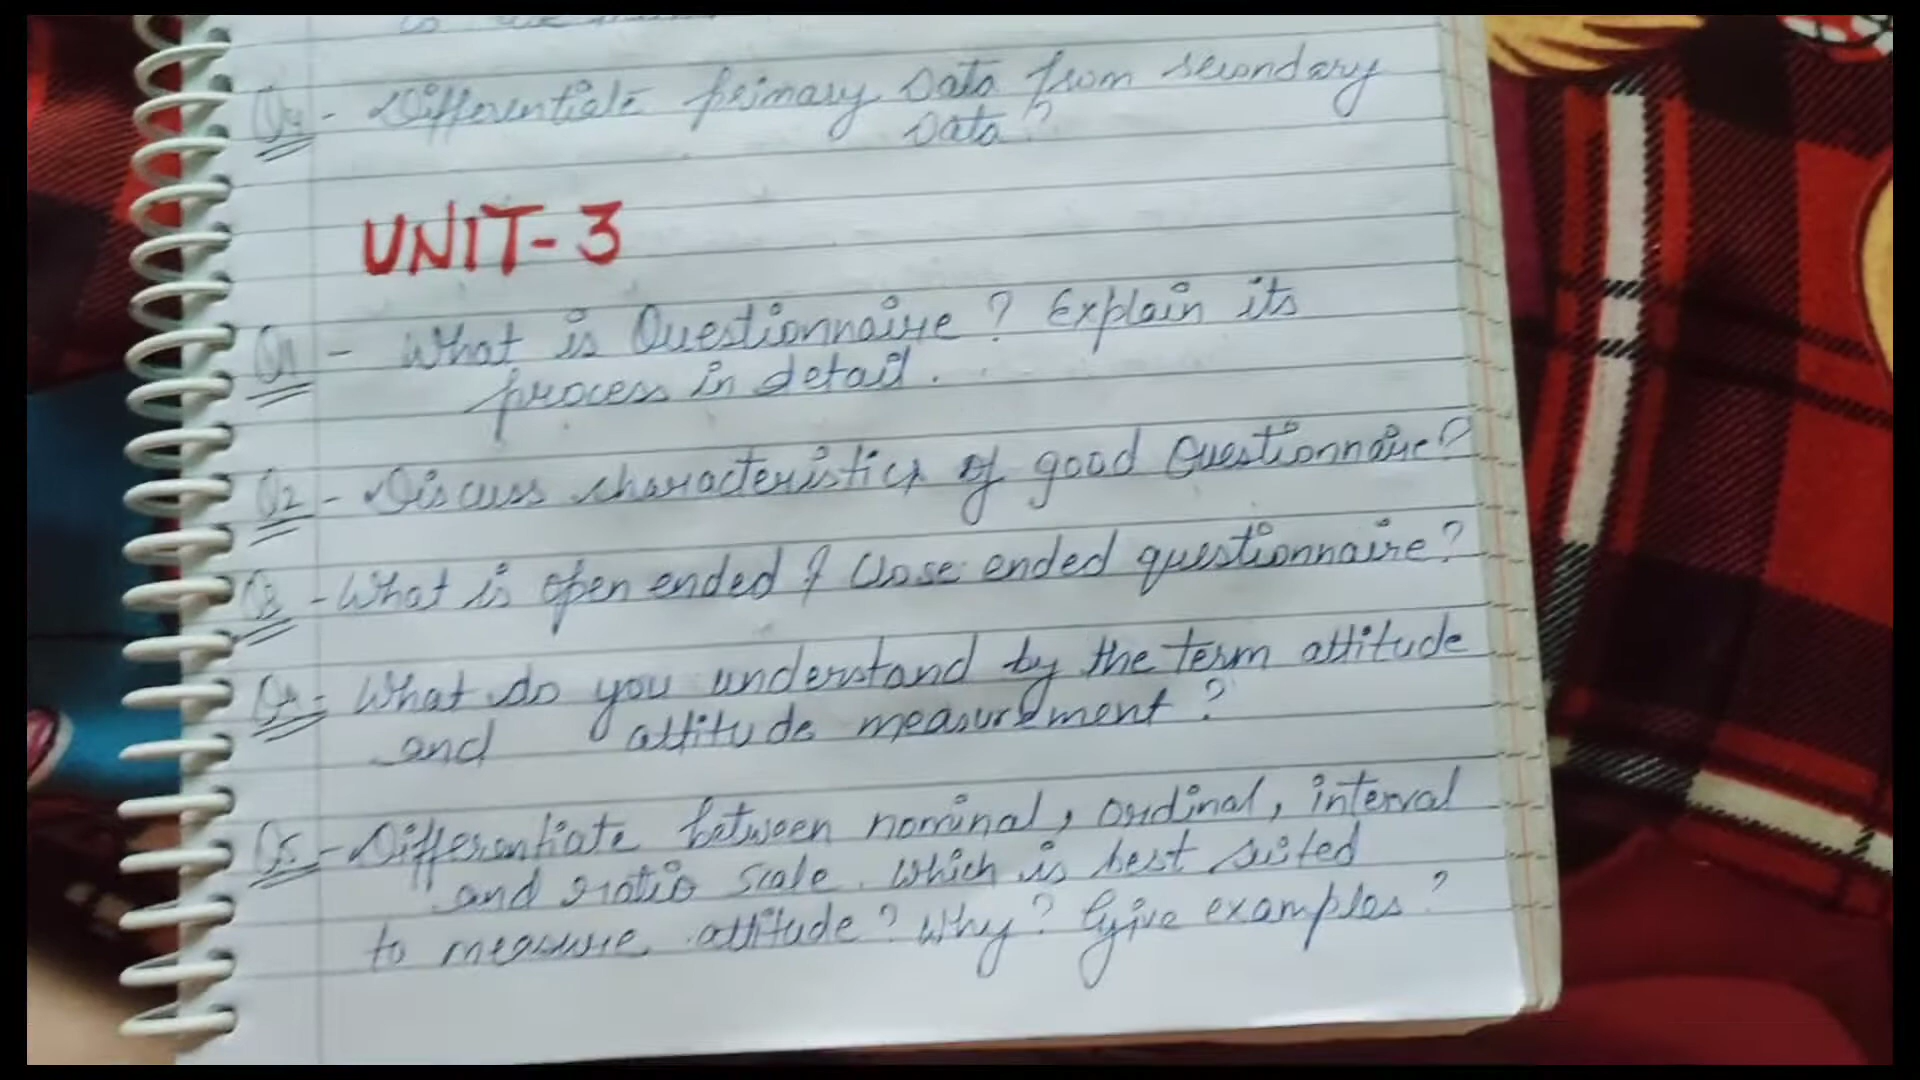 Q4 - Differentiate primary Data from secondary
Data?
UNIT-3
Q1 - What is Questionnaire? Explain its
process in detail.
Q2 - Discuss characteristics of good Questionnaire?
Q3 - What is open ended & Close ended questionnaire?
Q4 - What do you understand by the term attitude
and attitude measurement?
Q5 - Differentiate between nominal, ordinal, interval
and ratio scale. Which is best suited
to measure attitude? Why? Give examples?